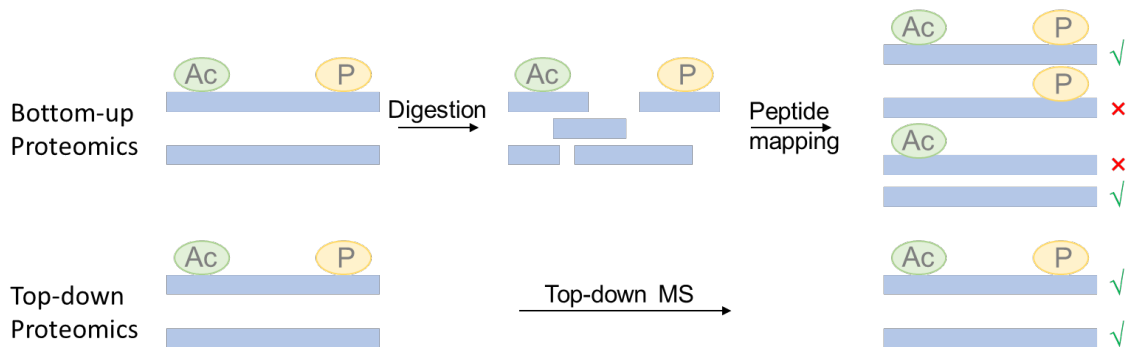 Ac
P
Bottom-up
Proteomics
Digestion
Ac
P
Peptide
mapping
Ac
P
√
P
×
Ac
×
√
Top-down
Proteomics
Ac
P
Top-down MS
Ac
P
√
√